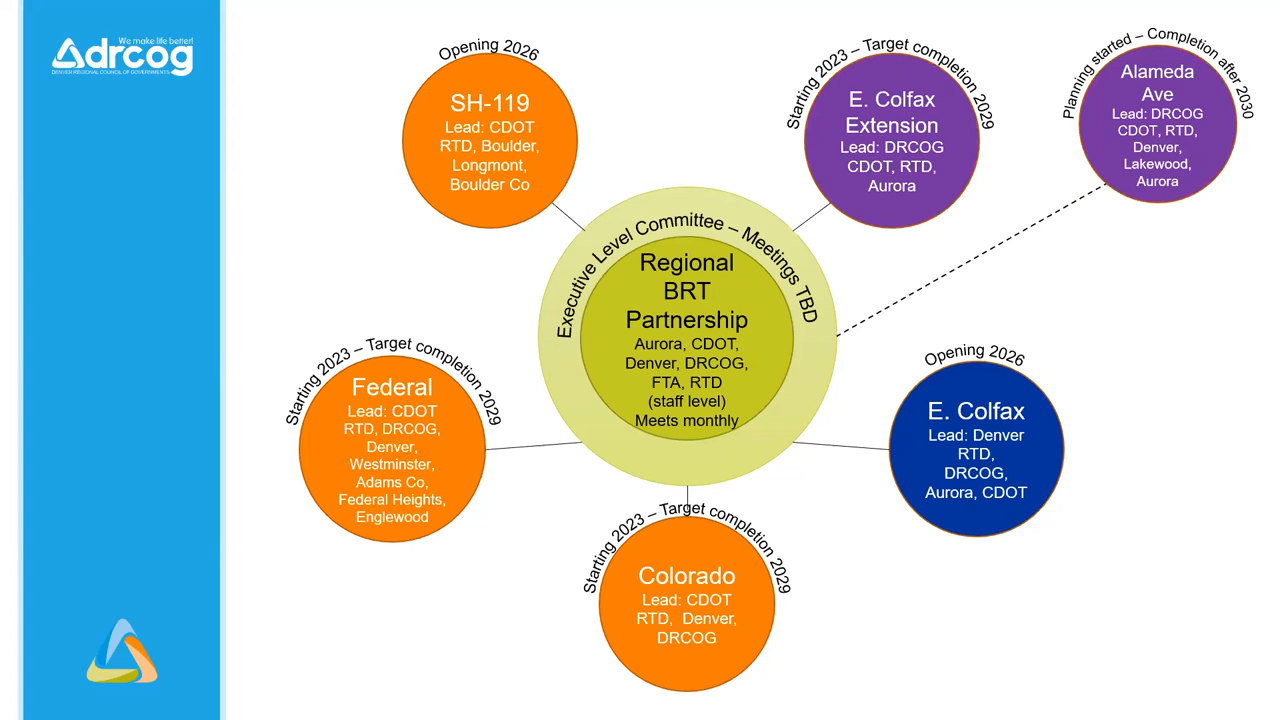 We make life better!
drcog
DENVER REGIONAL COUNCIL OF GOVERNMENTS
Opening 2026
SH-119
Lead: CDOT
RTD, Boulder,
Longmont,
Boulder Co
Starting 2023 – Target completion 2029
E. Colfax
Extension
Lead: DRCOG
CDOT, RTD,
Aurora
Planning started – Completion after 2030
Alameda
Ave
Lead: DRCOG
CDOT, RTD,
Denver,
Lakewood,
Aurora
Executive Level Committee – Meetings TBD
Regional
BRT
Partnership
Aurora, CDOT,
Denver, DRCOG,
FTA, RTD
(staff level)
Meets monthly
Starting 2023 – Target completion 2029
Federal
Lead: CDOT
RTD, DRCOG,
Denver,
Westminster,
Adams Co,
Federal Heights,
Englewood
Opening 2026
E. Colfax
Lead: Denver
RTD,
DRCOG,
Aurora, CDOT
Starting 2023 – Target completion 2029
Colorado
Lead: CDOT
RTD, Denver,
DRCOG